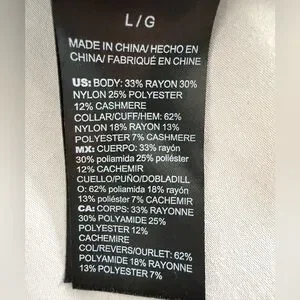 L/G
MADE IN CHINA/ HECHO EN
CHINA/ FABRIQUÉ EN CHINE
US: BODY: 33% RAYON 30%
NYLON 25% POLYESTER
12% CASHMERE
COLLAR/CUFF/HEM: 62%
NYLON 18% RAYON 13%
POLYESTER 7% CASHMERE
MX: CUERPO: 33% rayón
30% poliamida 25% poliéster
12% CACHEMIR
CUELLO/PUÑO/DOBLADILL
O: 62% poliamida 18% rayón
13% poliéster 7% CACHEMIR
CA: CORPS: 33% RAYONNE
30% POLYAMIDE 25%
POLYESTER 12%
CACHEMIRE
COL/REVERS/OURLET: 62%
POLYAMIDE 18% RAYONNE
13% POLYESTER 7%